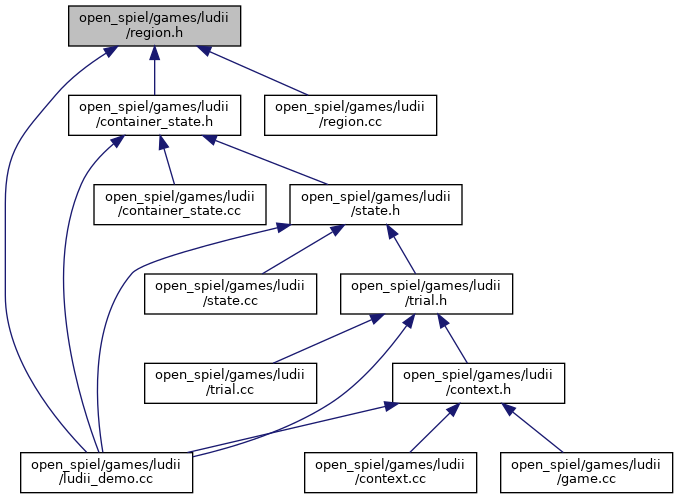 open_spiel/games/ludii
/region.h
open_spiel/games/ludii
/container_state.h
open_spiel/games/ludii
/region.cc
open_spiel/games/ludii
/container_state.cc
open_spiel/games/ludii
/state.h
open_spiel/games/ludii
/state.cc
open_spiel/games/ludii
/trial.h
open_spiel/games/ludii
/trial.cc
open_spiel/games/ludii
/context.h
open_spiel/games/ludii
/ludii_demo.cc
open_spiel/games/ludii
/context.cc
open_spiel/games/ludii
/game.cc